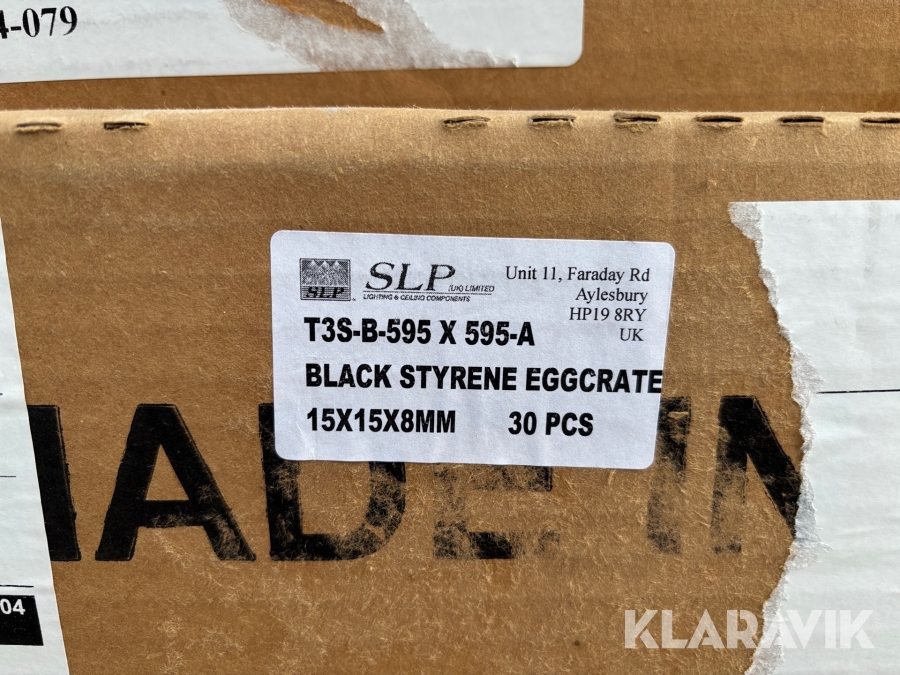 4-079
SLP
SLP (UK) LIMITED
LIGHTING & CEILING COMPONENTS
Unit 11, Faraday Rd
Aylesbury
HP19 8RY
UK
T3S-B-595 X 595-A
BLACK STYRENE EGGCRATE
15X15X8MM 30 PCS
MADE IN
04
KLARAVIK